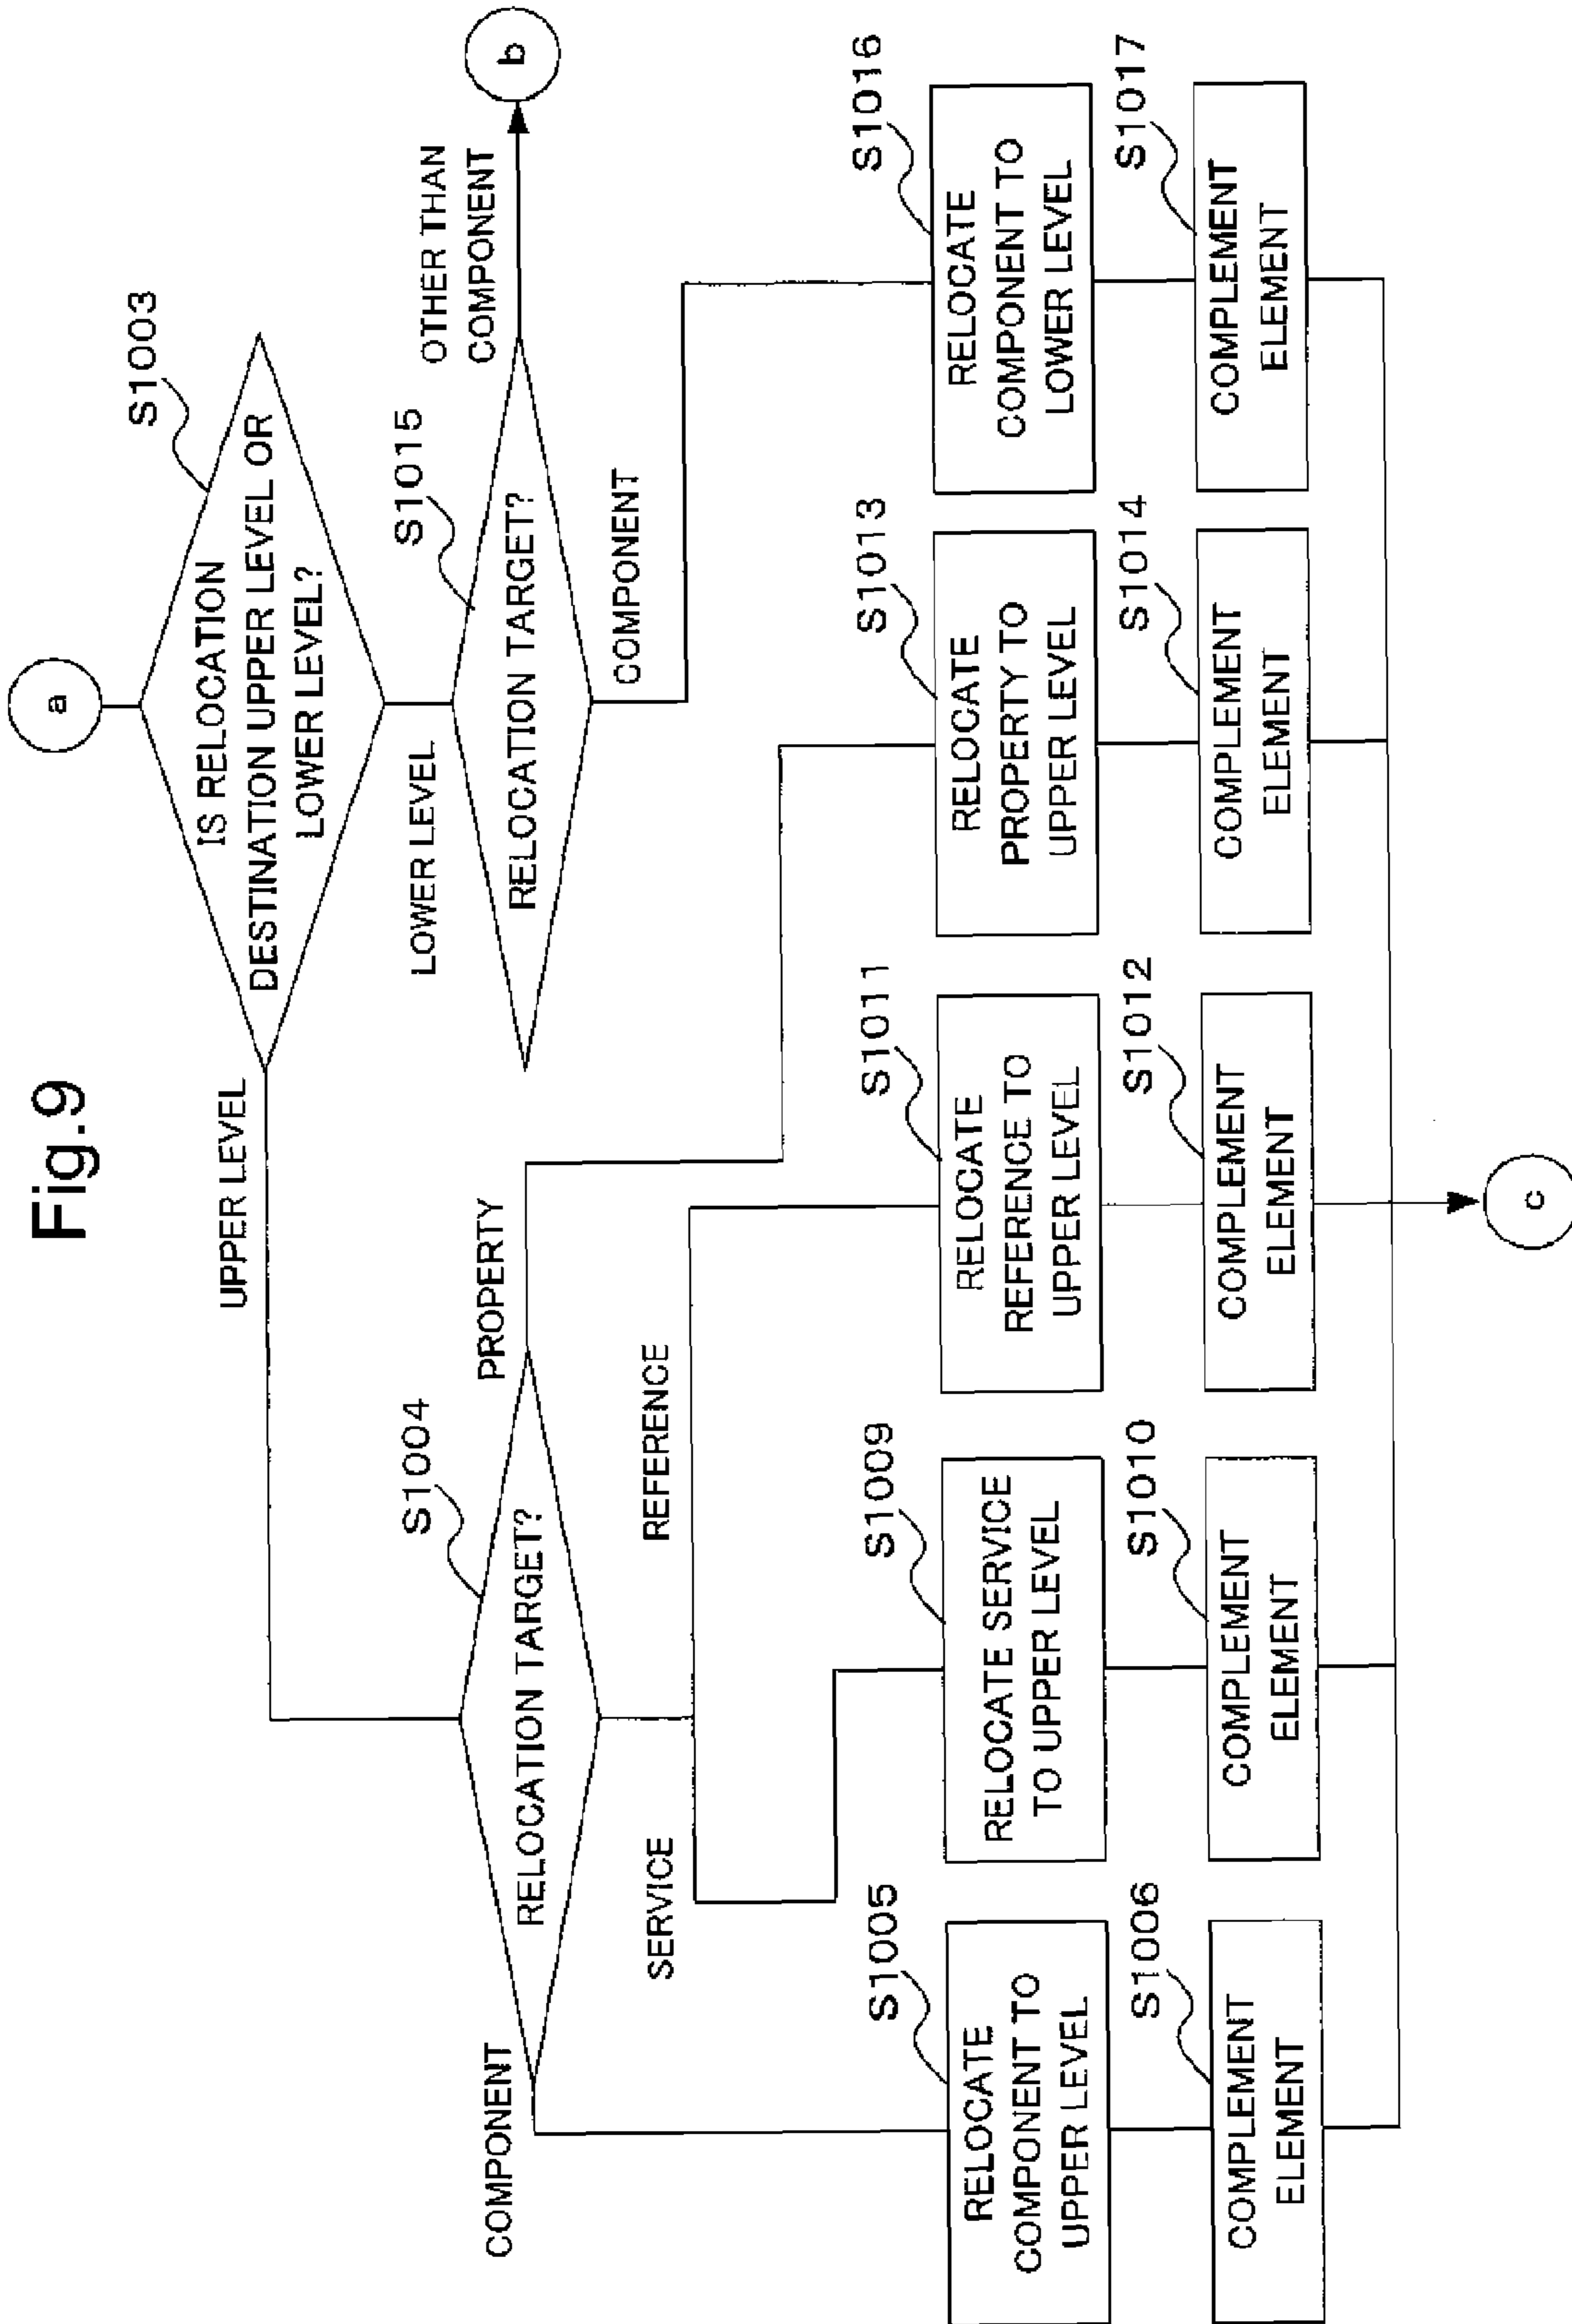 Fig.9
a
IS RELOCATION
DESTINATION UPPER LEVEL OR
LOWER LEVEL?
S1003
UPPER LEVEL
LOWER LEVEL
S1004
RELOCATION TARGET?
COMPONENT
SERVICE
REFERENCE
PROPERTY
S1015
RELOCATION TARGET?
OTHER THAN
COMPONENT
b
COMPONENT
S1005
RELOCATE
COMPONENT TO
UPPER LEVEL
S1009
RELOCATE SERVICE
TO UPPER LEVEL
S1011
RELOCATE
REFERENCE TO
UPPER LEVEL
S1013
RELOCATE
PROPERTY TO
UPPER LEVEL
S1016
RELOCATE
COMPONENT TO
LOWER LEVEL
S1006
COMPLEMENT
ELEMENT
S1010
COMPLEMENT
ELEMENT
S1012
COMPLEMENT
ELEMENT
S1014
COMPLEMENT
ELEMENT
S1017
COMPLEMENT
ELEMENT
c